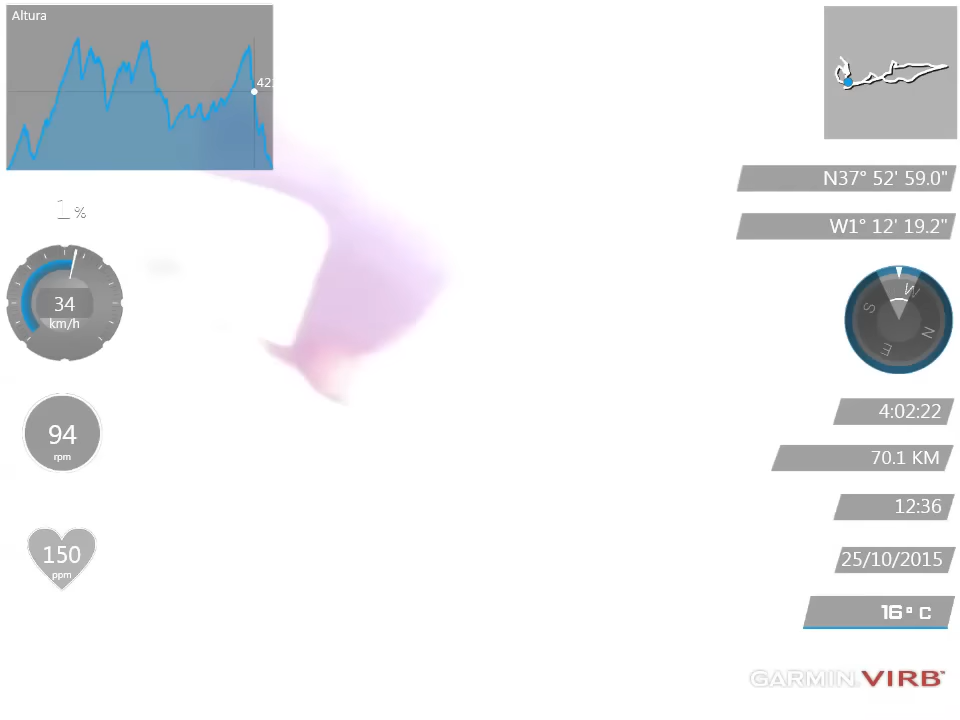 Altura
42
N37° 52' 59.0"
W1° 12' 19.2"
1 %
34
km/h
W
S
N
E
4:02:22
94
rpm
70.1 KM
12:36
150
ppm
25/10/2015
16° C
GARMIN VIRB™